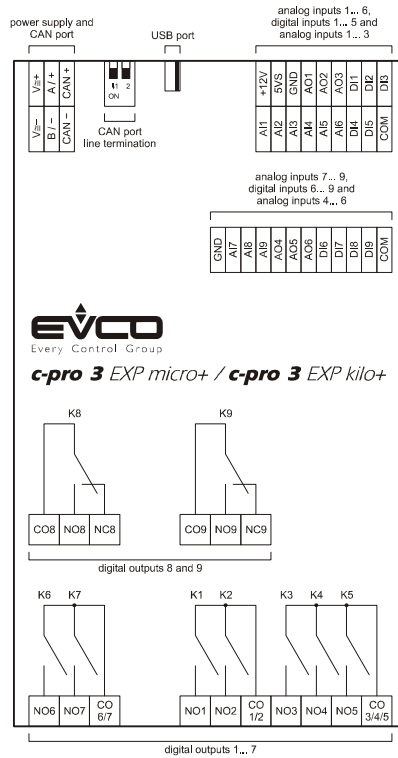 power supply and
CAN port
USB port
analog inputs 1... 6,
digital inputs 1... 5 and
analog inputs 1... 3
V≂+
A / +
CAN +
V≂−
B / −
CAN −
1 2
ON
CAN port
line termination
+12V
5VS
GND
AO1
AO2
AO3
DI1
DI2
DI3
AI1
AI2
AI3
AI4
AI5
AI6
DI4
DI5
COM
analog inputs 7... 9,
digital inputs 6... 9 and
analog inputs 4... 6
GND
AI7
AI8
AI9
AO4
AO5
AO6
DI6
DI7
DI8
DI9
COM
EVCO
Every Control Group
c-pro 3 EXP micro+ / c-pro 3 EXP kilo+
K8
K9
CO8 NO8 NC8
CO9 NO9 NC9
digital outputs 8 and 9
K6 K7
K1 K2
K3 K4 K5
NO6 NO7 CO 6/7
NO1 NO2 CO 1/2
NO3 NO4 NO5 CO 3/4/5
digital outputs 1... 7